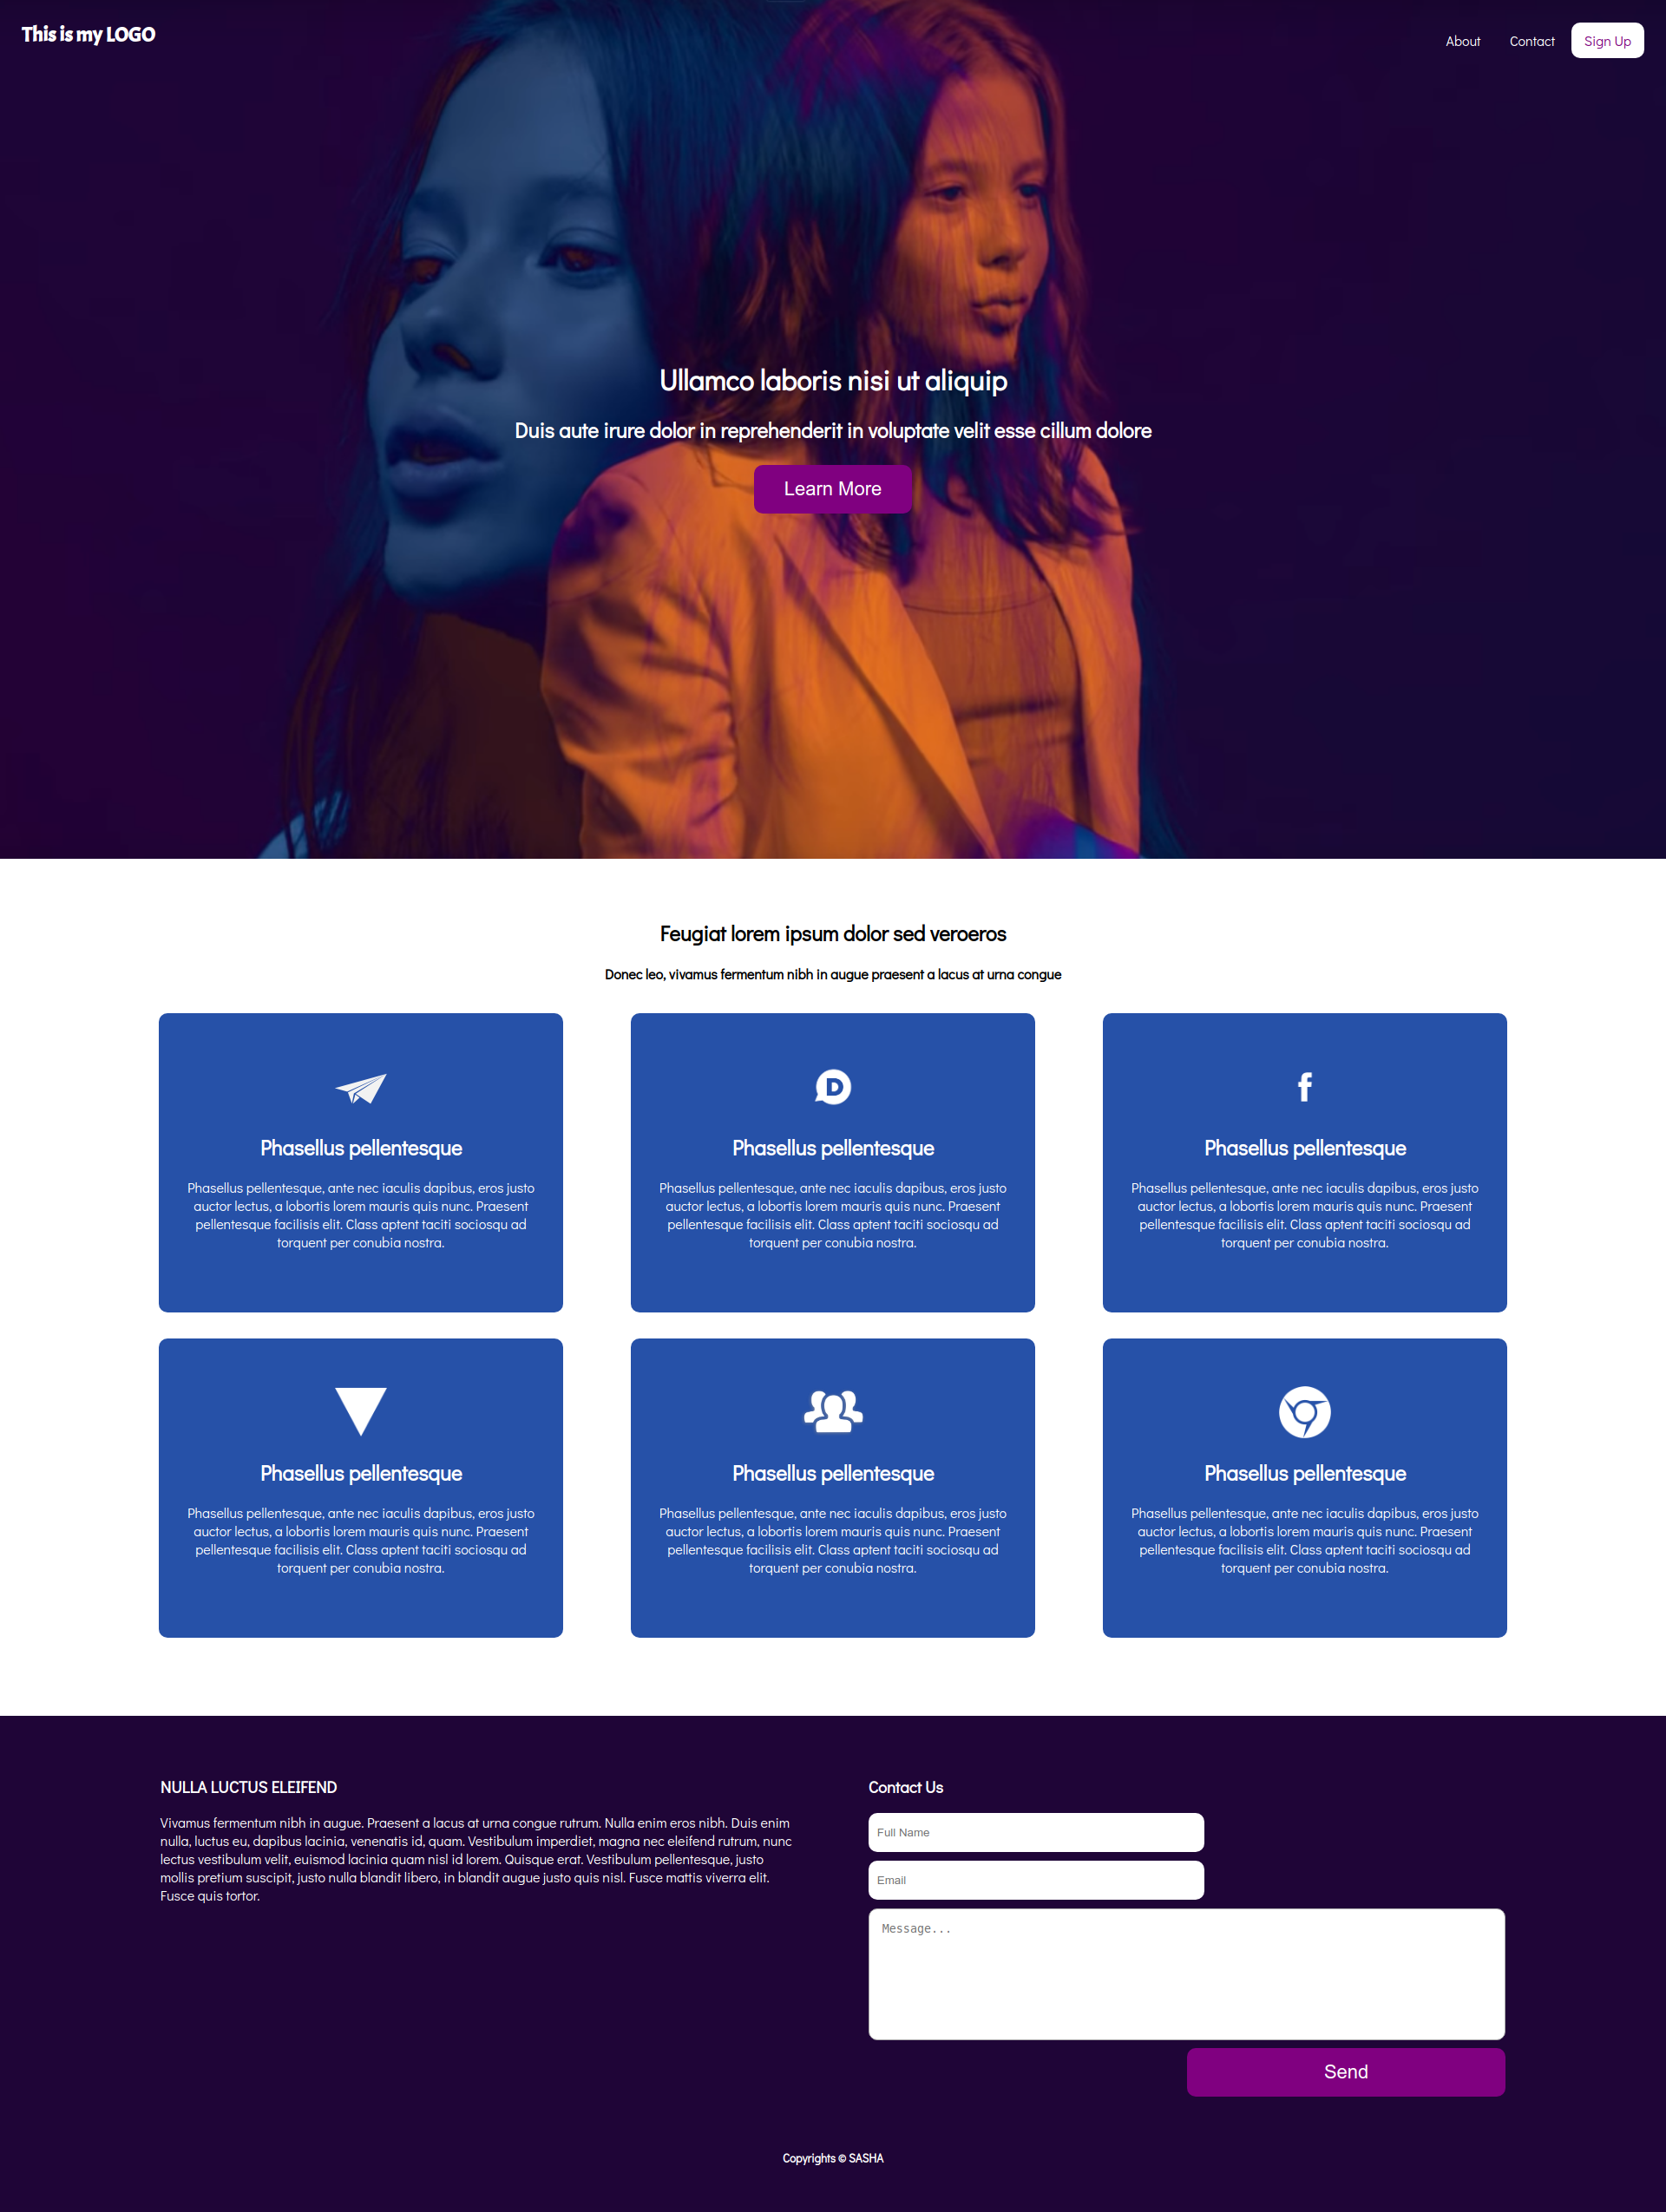 This is my LOGO
About Contact Sign Up
Ullamco laboris nisi ut aliquip
Duis aute irure dolor in reprehenderit in voluptate velit esse cillum dolore
Learn More
Feugiat lorem ipsum dolor sed veroeros
Donec leo, vivamus fermentum nibh in augue praesent a lacus at urna congue
Phasellus pellentesque
Phasellus pellentesque, ante nec iaculis dapibus, eros justo
auctor lectus, a lobortis lorem mauris quis nunc. Praesent
pellentesque facilisis elit. Class aptent taciti sociosqu ad
torquent per conubia nostra.
D
Phasellus pellentesque
Phasellus pellentesque, ante nec iaculis dapibus, eros justo
auctor lectus, a lobortis lorem mauris quis nunc. Praesent
pellentesque facilisis elit. Class aptent taciti sociosqu ad
torquent per conubia nostra.
f
Phasellus pellentesque
Phasellus pellentesque, ante nec iaculis dapibus, eros justo
auctor lectus, a lobortis lorem mauris quis nunc. Praesent
pellentesque facilisis elit. Class aptent taciti sociosqu ad
torquent per conubia nostra.
Phasellus pellentesque
Phasellus pellentesque, ante nec iaculis dapibus, eros justo
auctor lectus, a lobortis lorem mauris quis nunc. Praesent
pellentesque facilisis elit. Class aptent taciti sociosqu ad
torquent per conubia nostra.
Phasellus pellentesque
Phasellus pellentesque, ante nec iaculis dapibus, eros justo
auctor lectus, a lobortis lorem mauris quis nunc. Praesent
pellentesque facilisis elit. Class aptent taciti sociosqu ad
torquent per conubia nostra.
Phasellus pellentesque
Phasellus pellentesque, ante nec iaculis dapibus, eros justo
auctor lectus, a lobortis lorem mauris quis nunc. Praesent
pellentesque facilisis elit. Class aptent taciti sociosqu ad
torquent per conubia nostra.
NULLA LUCTUS ELEIFEND
Vivamus fermentum nibh in augue. Praesent a lacus at urna congue rutrum. Nulla enim eros nibh. Duis enim
nulla, luctus eu, dapibus lacinia, venenatis id, quam. Vestibulum imperdiet, magna nec eleifend rutrum, nunc
lectus vestibulum velit, euismod lacinia quam nisl id lorem. Quisque erat. Vestibulum pellentesque, justo
mollis pretium suscipit, justo nulla blandit libero, in blandit augue justo quis nisl. Fusce mattis viverra elit.
Fusce quis tortor.
Contact Us
Full Name
Email
Message...
Send
Copyrights © SASHA